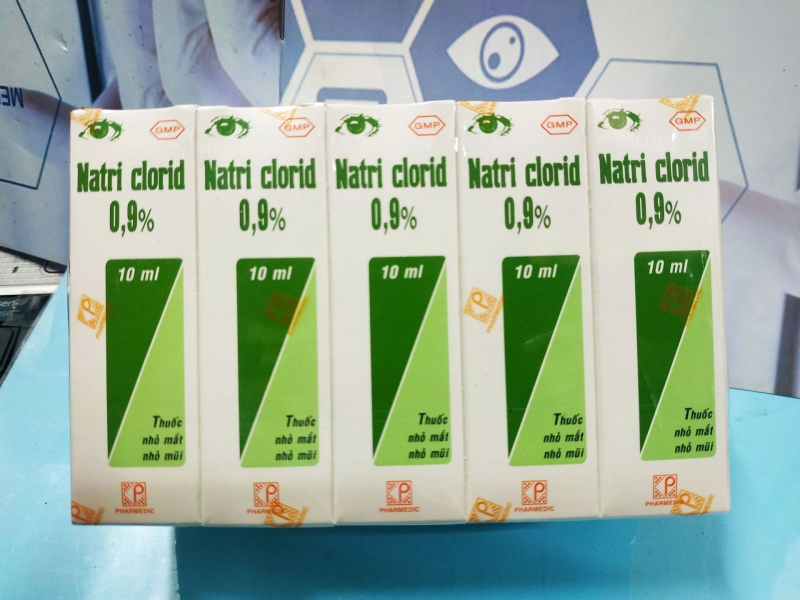 GMP
Natri clorid
0,9%
10 ml
Thuốc
nhỏ mắt
nhỏ mũi
PHARMEDIC
GMP
Natri clorid
0,9%
10 ml
Thuốc
nhỏ mắt
nhỏ mũi
PHARMEDIC
GMP
Natri clorid
0,9%
10 ml
Thuốc
nhỏ mắt
nhỏ mũi
PHARMEDIC
GMP
Natri clorid
0,9%
10 ml
PHARMEDIC
Thuốc
nhỏ mắt
nhỏ mũi
PHARMEDIC
GMP
Natri clorid
0,9%
10 ml
Thuốc
nhỏ mắt
nhỏ mũi
PHARMEDIC